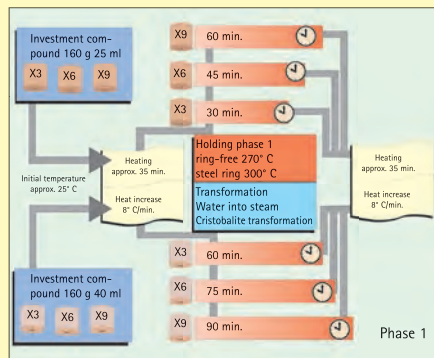 Investment com-
pound 160 g 25 ml
X3 X6 X9
X9 60 min.
X6 45 min.
X3 30 min.
Initial temperature
approx. 25° C
Heating
approx. 35 min.
Heat increase
8° C/min.
Holding phase 1
ring-free 270° C
steel ring 300° C
Transformation
Water into steam
Cristobalite transformation
Heating
approx. 35 min.
Heat increase
8° C/min.
Investment com-
pound 160 g 40 ml
X3 X6 X9
X3 60 min.
X6 75 min.
X9 90 min.
Phase 1